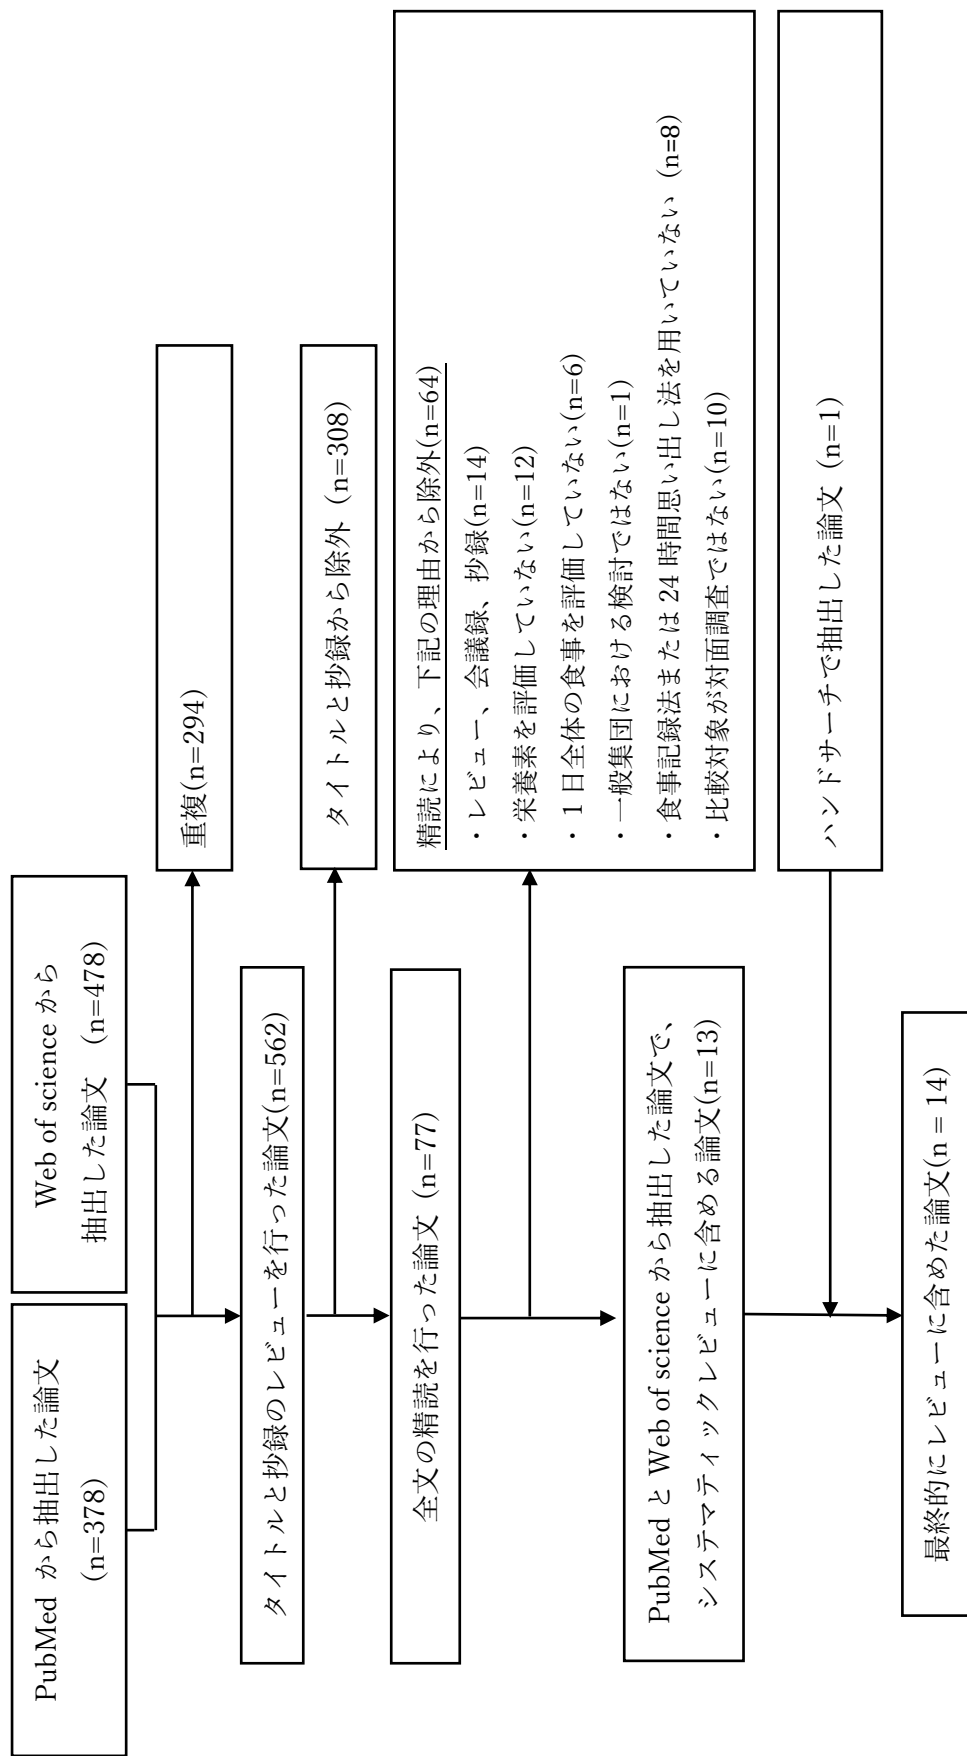 PubMed から抽出した論文
(n=378)
Web of science から
抽出した論文 (n=478)
重複(n=294)
タイトルと抄録のレビューを行った論文(n=562)
タイトルと抄録から除外 (n=308)
全文の精読を行った論文 (n=77)
精読により、下記の理由から除外(n=64)
・レビュー、会議録、抄録(n=14)
・栄養素を評価していない(n=12)
・1 日全体の食事を評価していない(n=6)
・一般集団における検討ではない(n=1)
・食事記録法または 24 時間思い出し法を用いていない (n=8)
・比較対象が対面調査ではない(n=10)
PubMed と Web of science から抽出した論文で、
システマティックレビューに含める論文(n=13)
ハンドサーチで抽出した論文 (n=1)
最終的にレビューに含めた論文(n = 14)